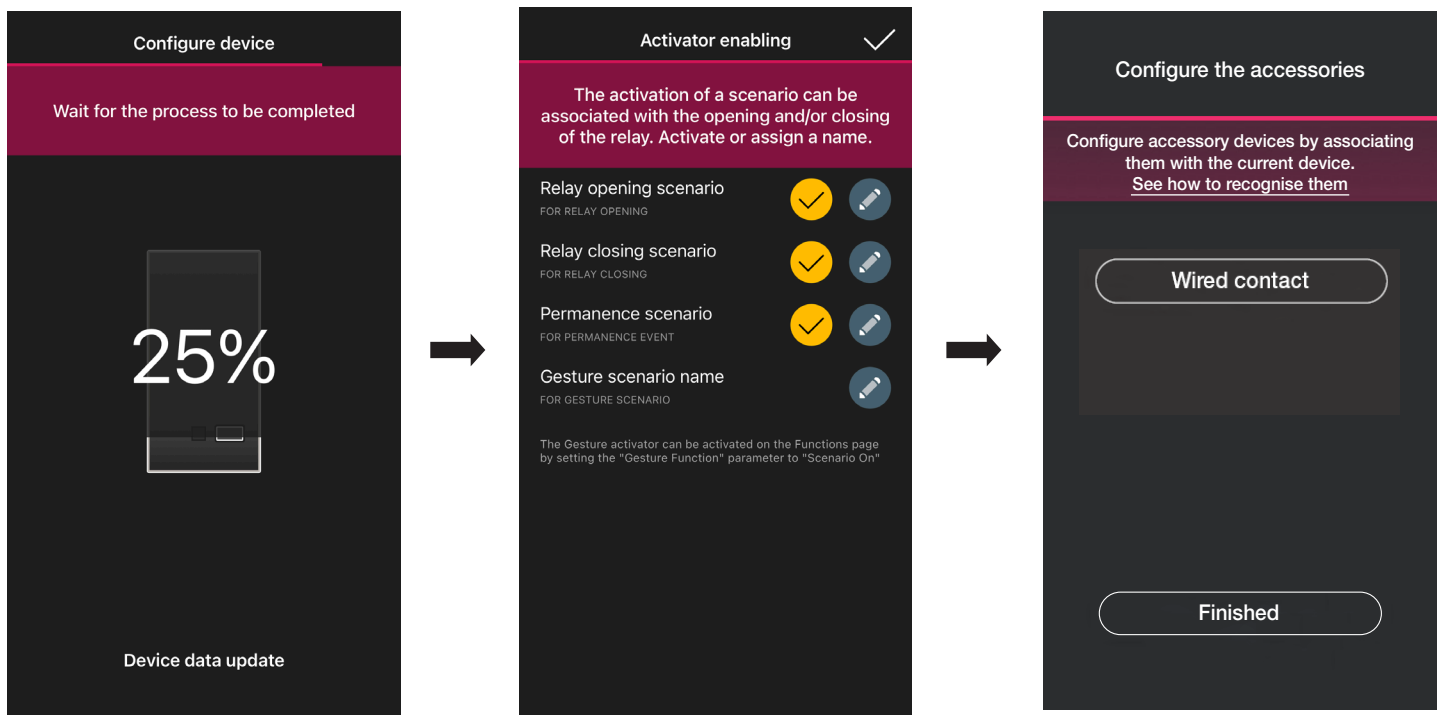 Configure device
Wait for the process to be completed
25%
Device data update
Activator enabling
The activation of a scenario can be
associated with the opening and/or closing
of the relay. Activate or assign a name.
Relay opening scenario
FOR RELAY OPENING
Relay closing scenario
FOR RELAY CLOSING
Permanence scenario
FOR PERMANENCE EVENT
Gesture scenario name
FOR GESTURE SCENARIO
The Gesture activator can be activated on the Functions page
by setting the "Gesture Function" parameter to "Scenario On"
Configure the accessories
Configure accessory devices by associating
them with the current device.
See how to recognise them
Wired contact
Finished